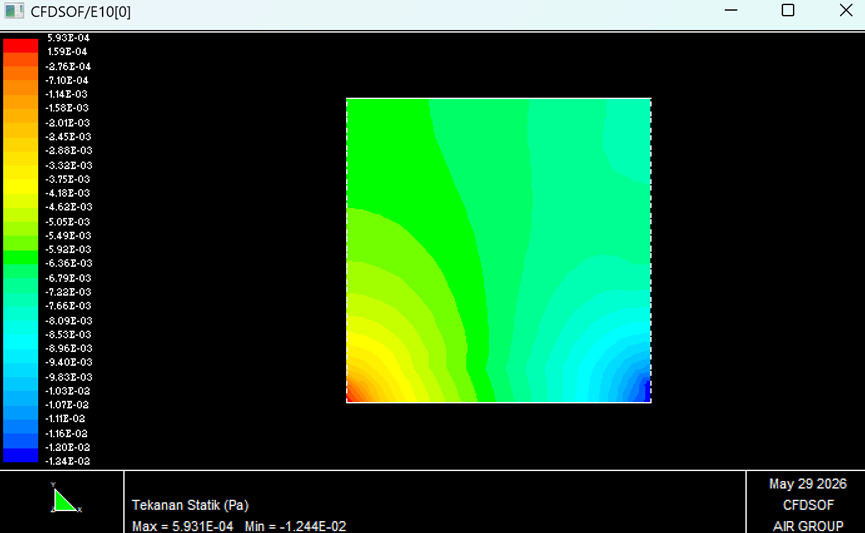 CFDSOF/E10[0]
5.93E-04
1.59E-04
-2.76E-04
-7.10E-04
-1.14E-03
-1.58E-03
-2.01E-03
-2.45E-03
-2.88E-03
-3.32E-03
-3.75E-03
-4.18E-03
-4.62E-03
-5.05E-03
-5.49E-03
-5.92E-03
-6.36E-03
-6.79E-03
-7.22E-03
-7.66E-03
-8.09E-03
-8.53E-03
-8.96E-03
-9.40E-03
-9.83E-03
-1.03E-02
-1.07E-02
-1.11E-02
-1.16E-02
-1.20E-02
-1.24E-02
Y
Z X
Tekanan Statik (Pa)
Max = 5.931E-04 Min = -1.244E-02
May 29 2026
CFDSOF
AIR GROUP